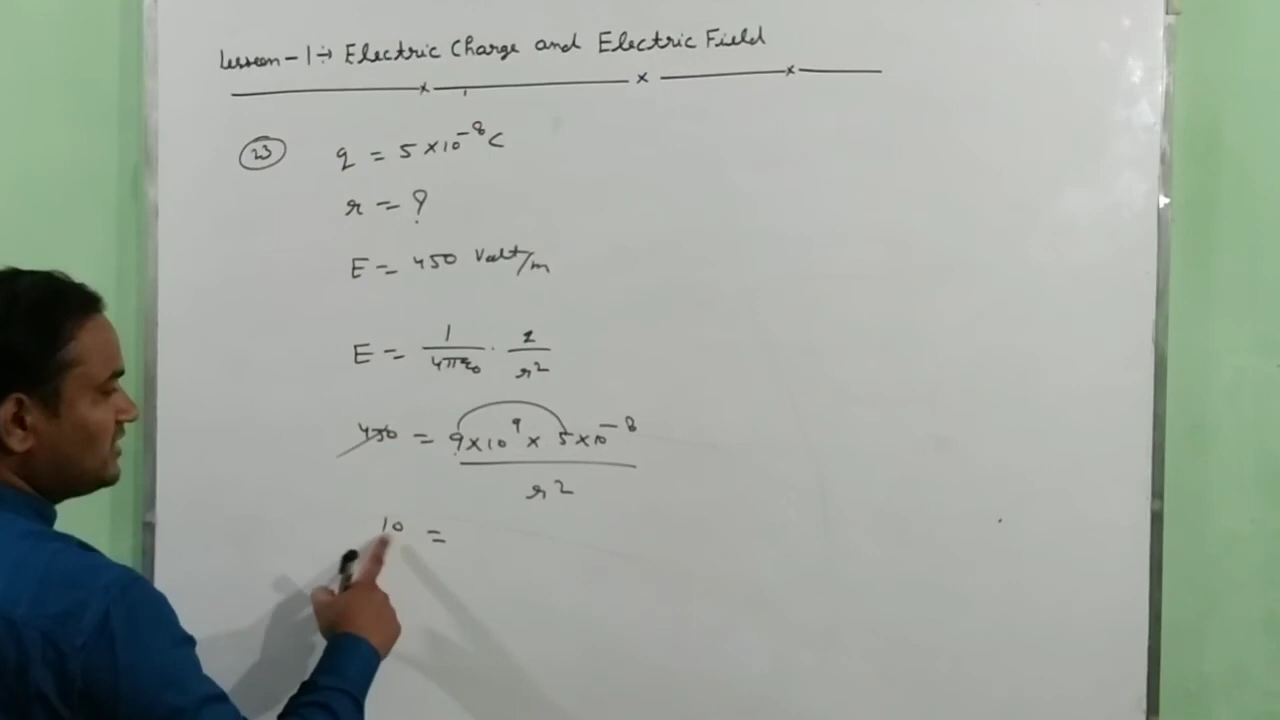 Lesson-1÷ Electric Charge and Electric Field
23 q = 5×10⁻⁸C
r = ?
E = 450 Volt/m
E = 1/4πε₀ · q/r²
450 = 9×10⁹ × 5×10⁻⁸ / r²
10 =